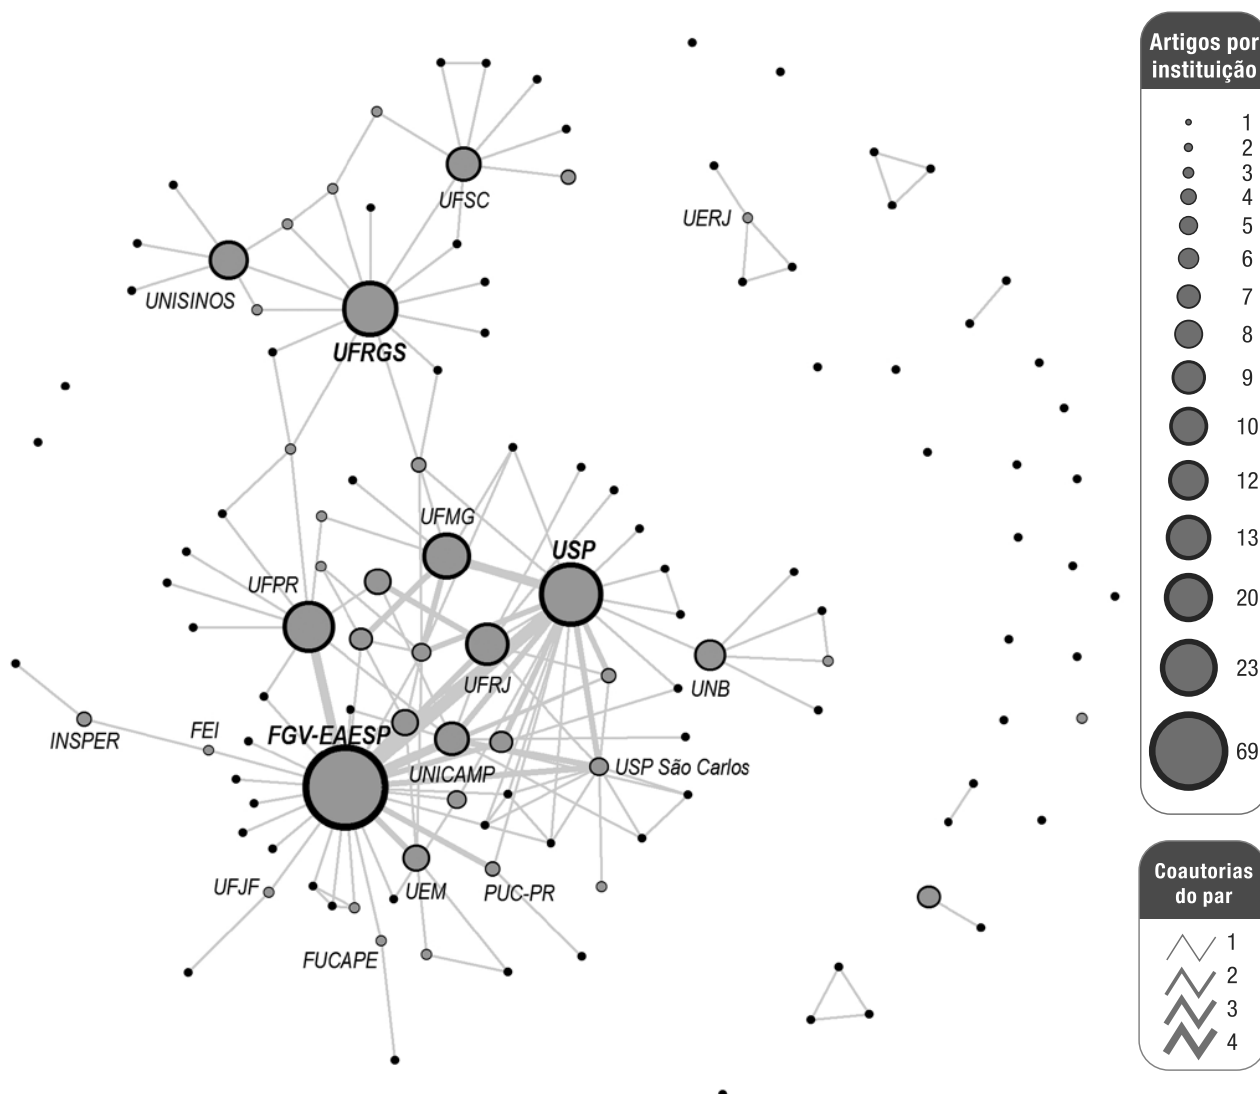 Artigos por
instituição
1
2
3
4
5
6
7
8
9
10
12
13
20
23
69
UFSC
UERJ
UNISINOS
UFRGS
UFMG
USP
UFPR
UFRJ
UNB
INSPER
FEI
FGV-EAESP
UNICAMP
USP São Carlos
UFJF
UEM
PUC-PR
FUCAPE
Coautorias
do par
1
2
3
4